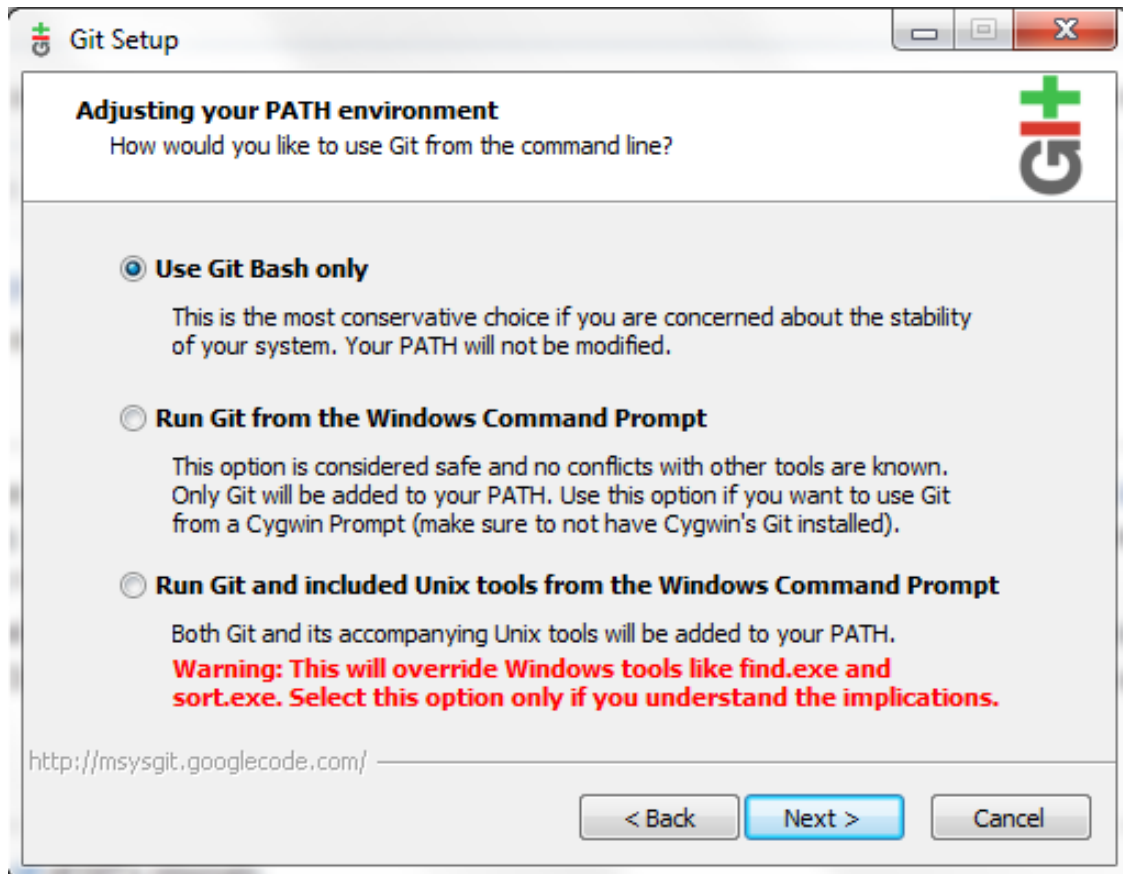 Git Setup
Adjusting your PATH environment
How would you like to use Git from the command line?
Use Git Bash only
This is the most conservative choice if you are concerned about the stability
of your system. Your PATH will not be modified.
Run Git from the Windows Command Prompt
This option is considered safe and no conflicts with other tools are known.
Only Git will be added to your PATH. Use this option if you want to use Git
from a Cygwin Prompt (make sure to not have Cygwin's Git installed).
Run Git and included Unix tools from the Windows Command Prompt
Both Git and its accompanying Unix tools will be added to your PATH.
Warning: This will override Windows tools like find.exe and
sort.exe. Select this option only if you understand the implications.
http://msysgit.googlecode.com/
< Back
Next >
Cancel